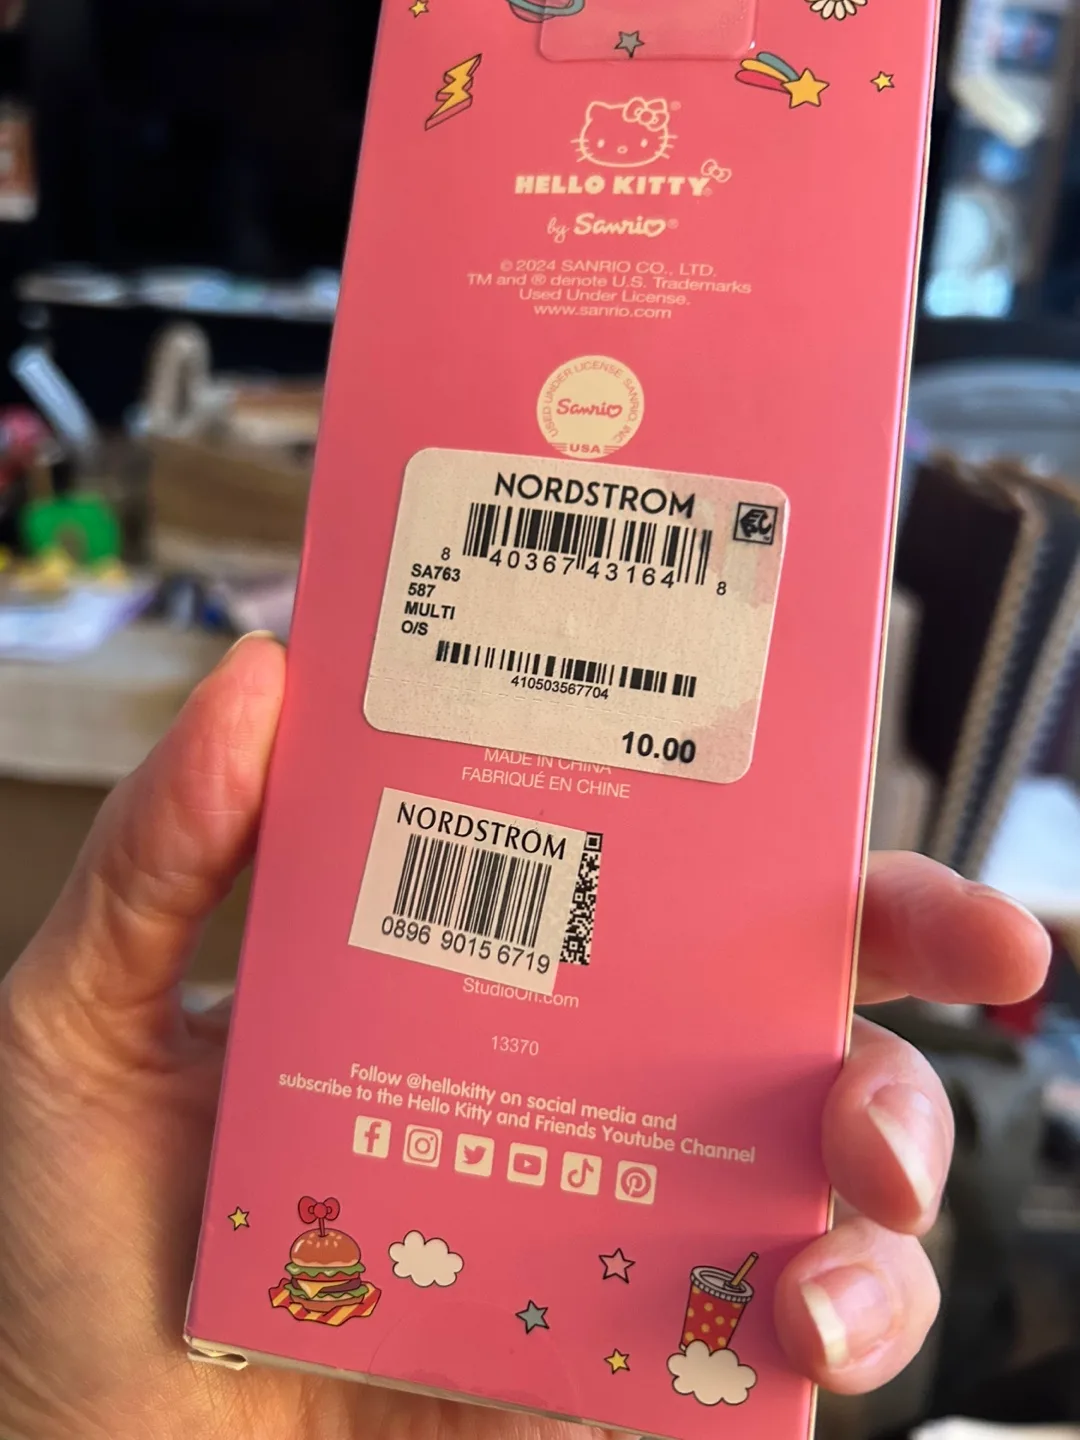 HELLO KITTY®
by Sanrio®
© 2024 SANRIO CO., LTD.
TM and ® denote U.S. Trademarks
Used Under License.
www.sanrio.com
USED UNDER LICENSE SANRIO, INC.
Sanrio
USA
NORDSTROM
8 40367 43164 8
SA763
587
MULTI
O/S
410503567704
10.00
MADE IN CHINA
FABRIQUÉ EN CHINE
NORDSTROM
0896 9015 6719
StudioOh.com
13370
Follow @hellokitty on social media and
subscribe to the Hello Kitty and Friends Youtube Channel